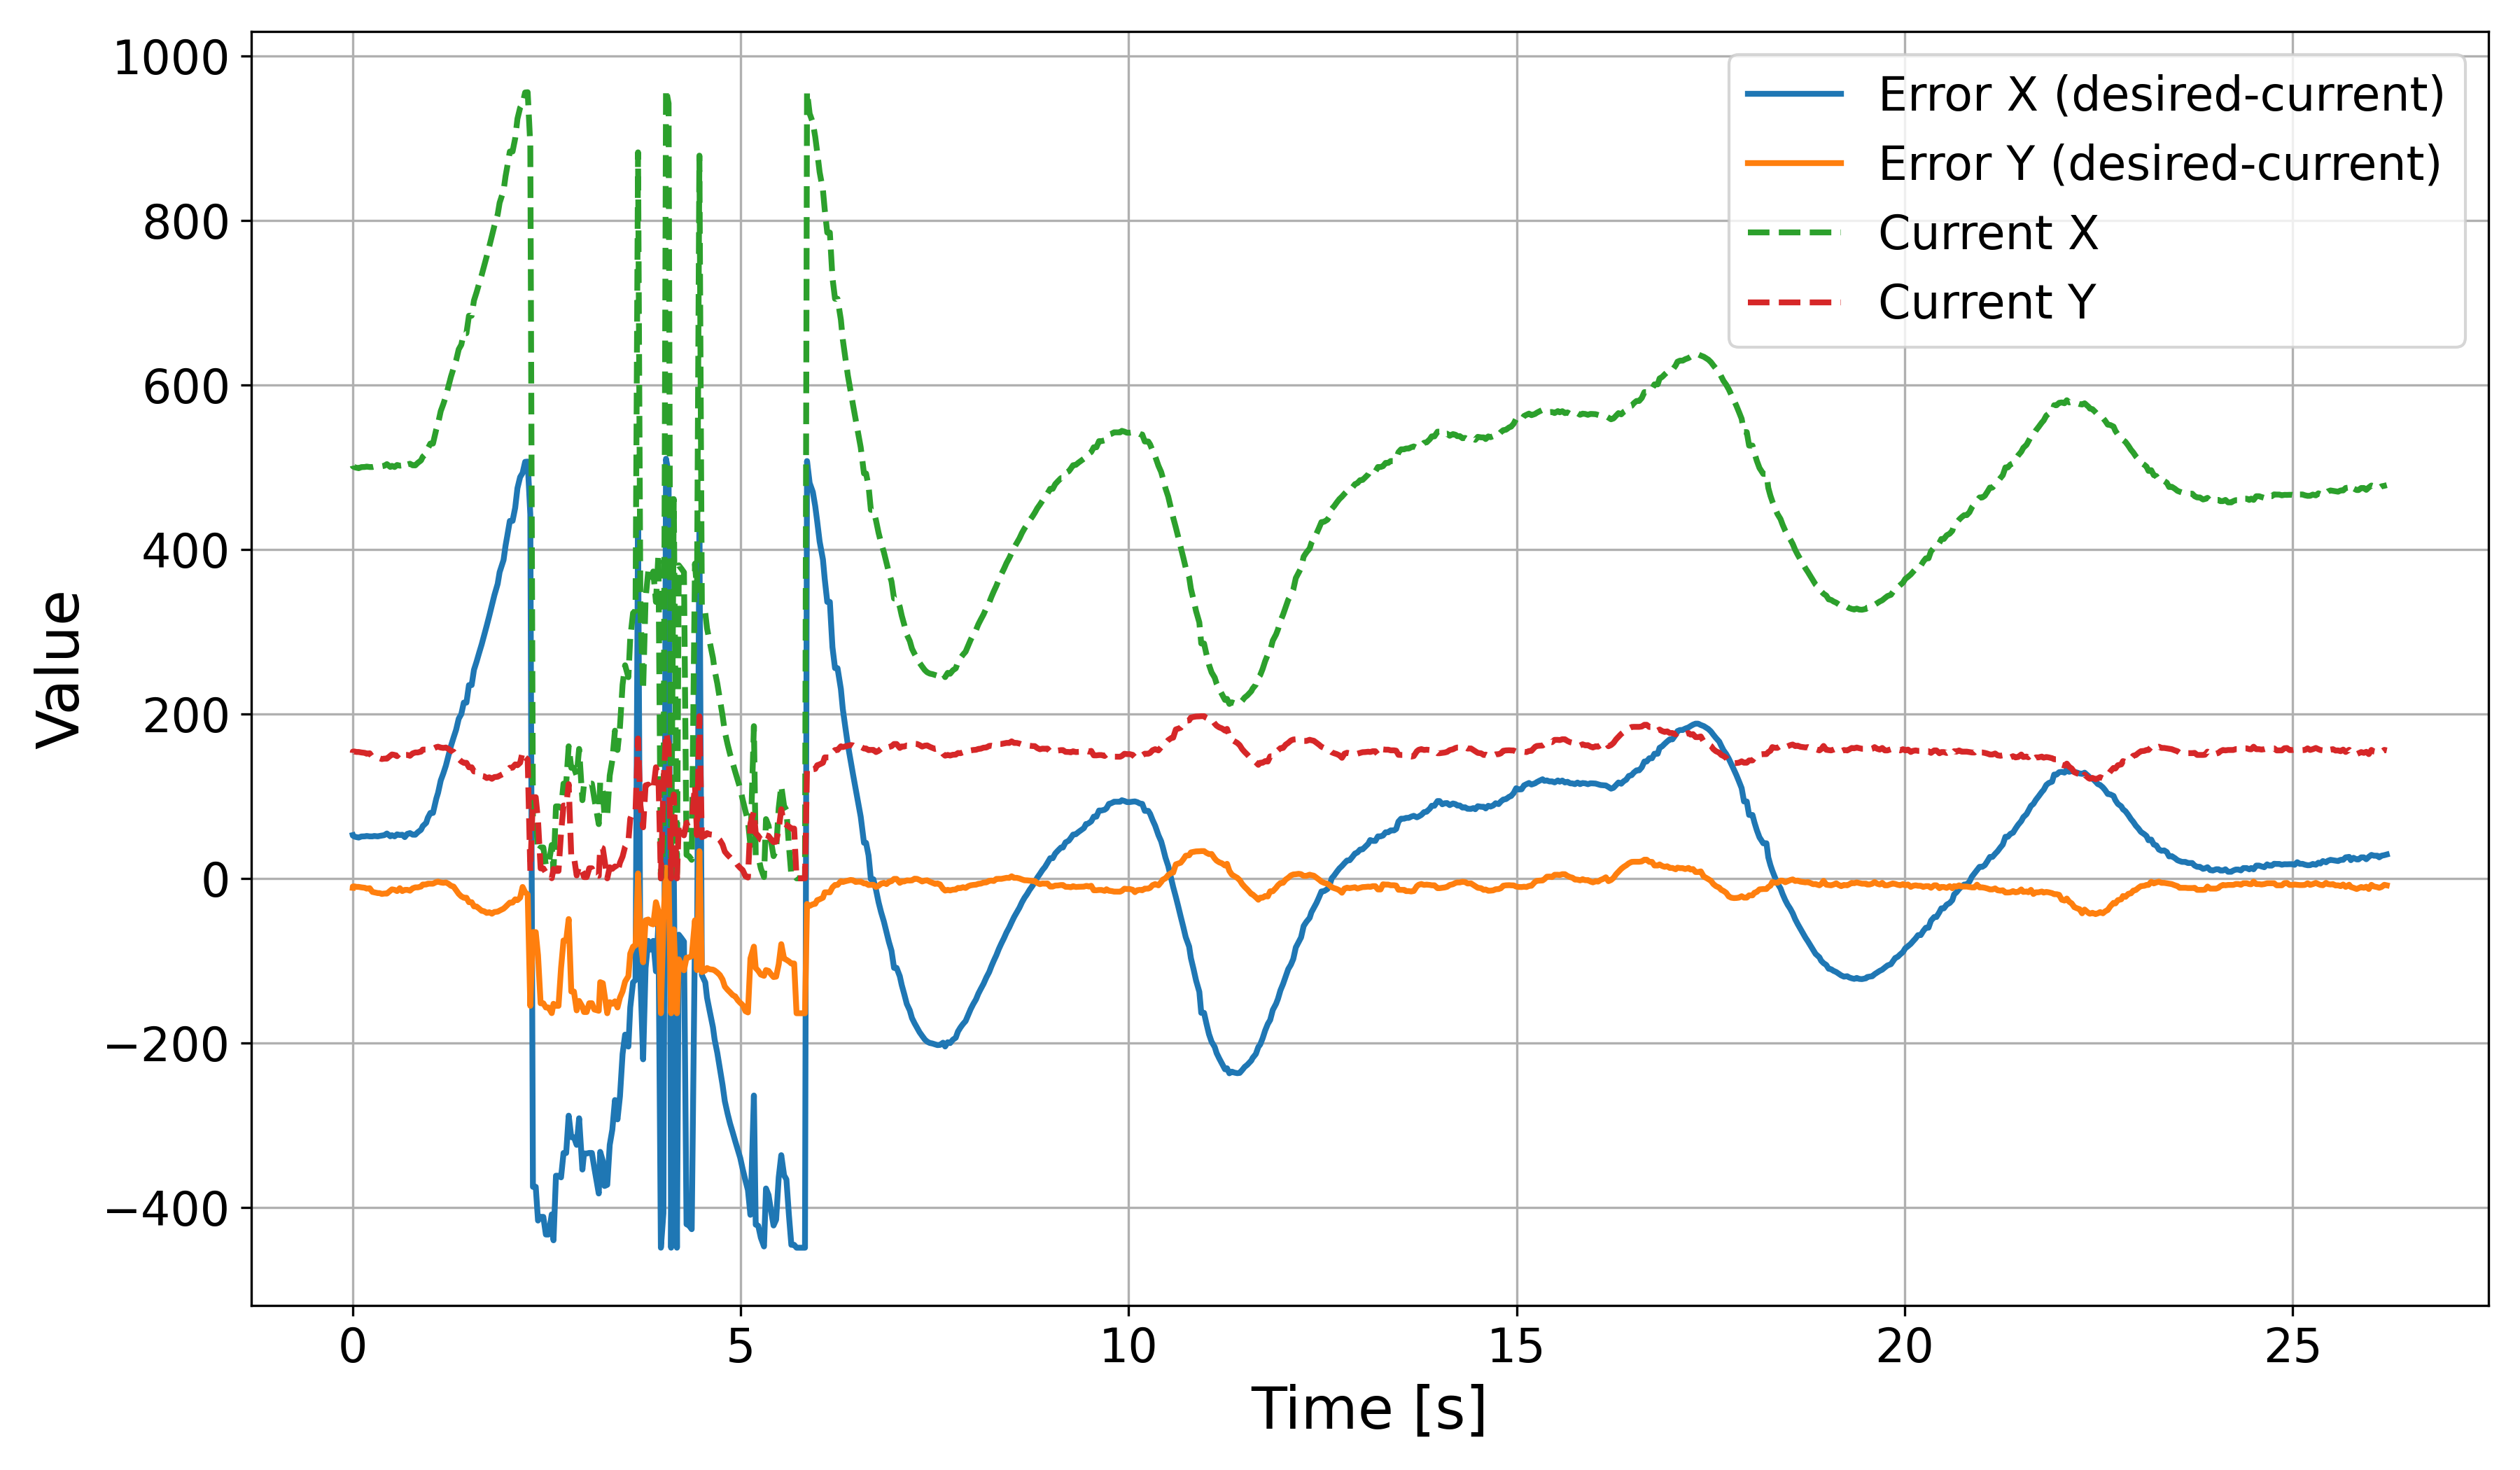 1000
800
600
400
200
0
−200
−400
Value
0 5 10 15 20 25
Time [s]
Error X (desired-current)
Error Y (desired-current)
Current X
Current Y